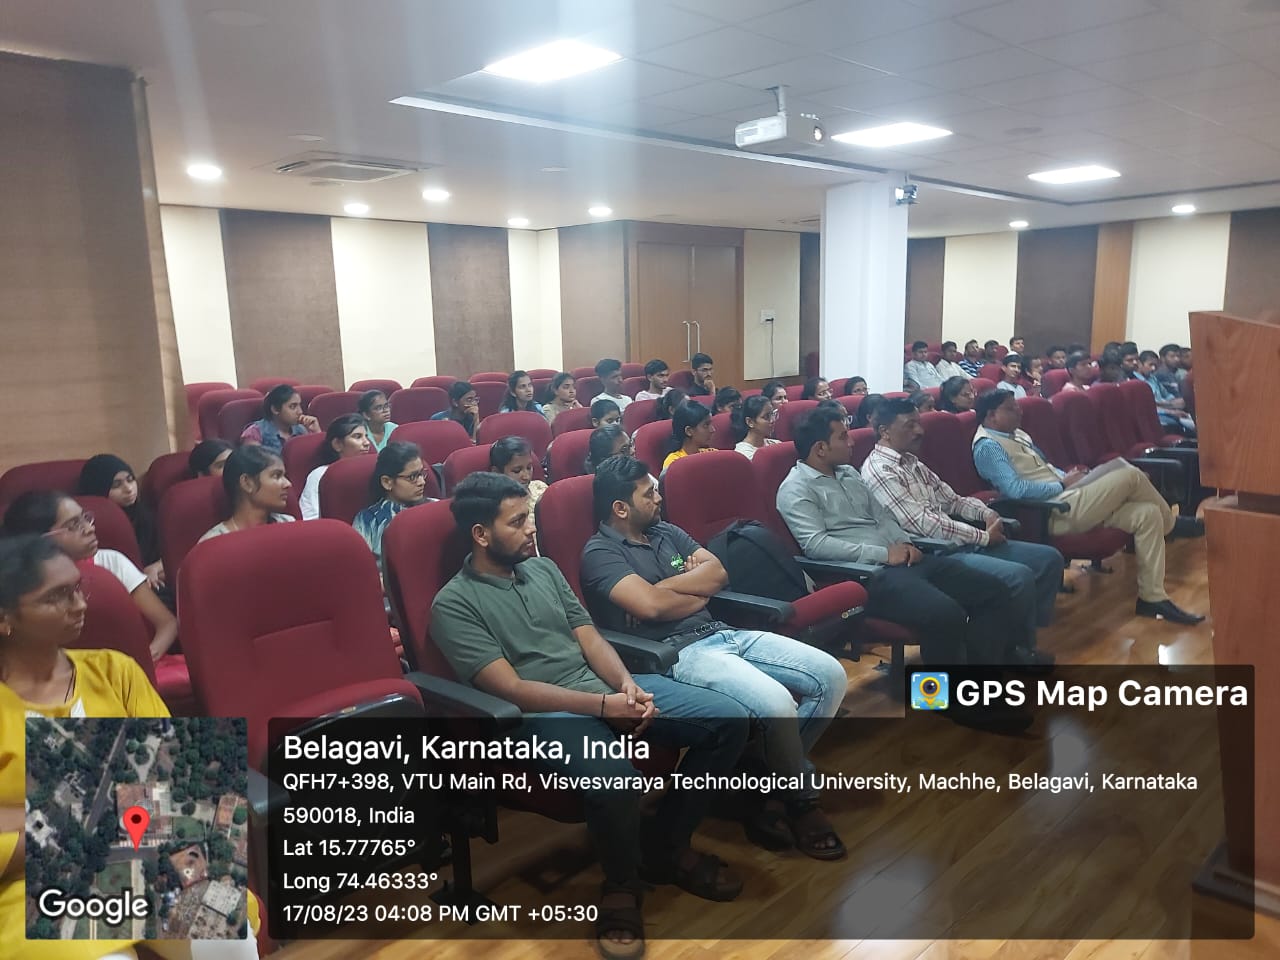 GPS Map Camera
Belagavi, Karnataka, India
QFH7+398, VTU Main Rd, Visvesvaraya Technological University, Machhe, Belagavi, Karnataka
590018, India
Lat 15.77765°
Long 74.46333°
17/08/23 04:08 PM GMT +05:30
Google